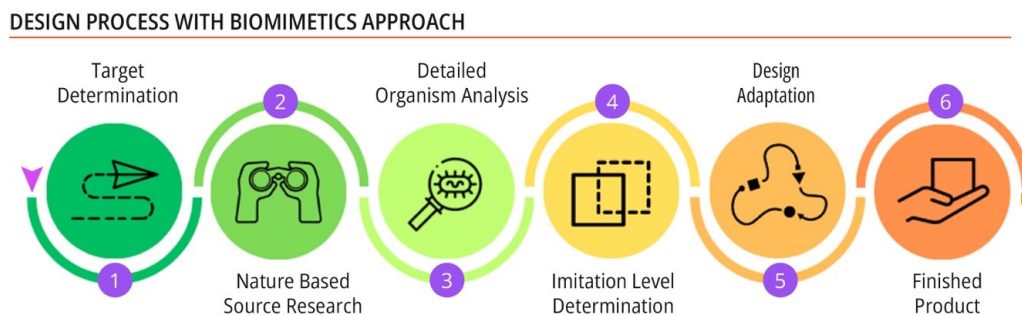 DESIGN PROCESS WITH BIOMIMETICS APPROACH
Target
Determination
1
2
Nature Based
Source Research
Detailed
Organism Analysis
3
4
Imitation Level
Determination
Design
Adaptation
5
6
Finished
Product